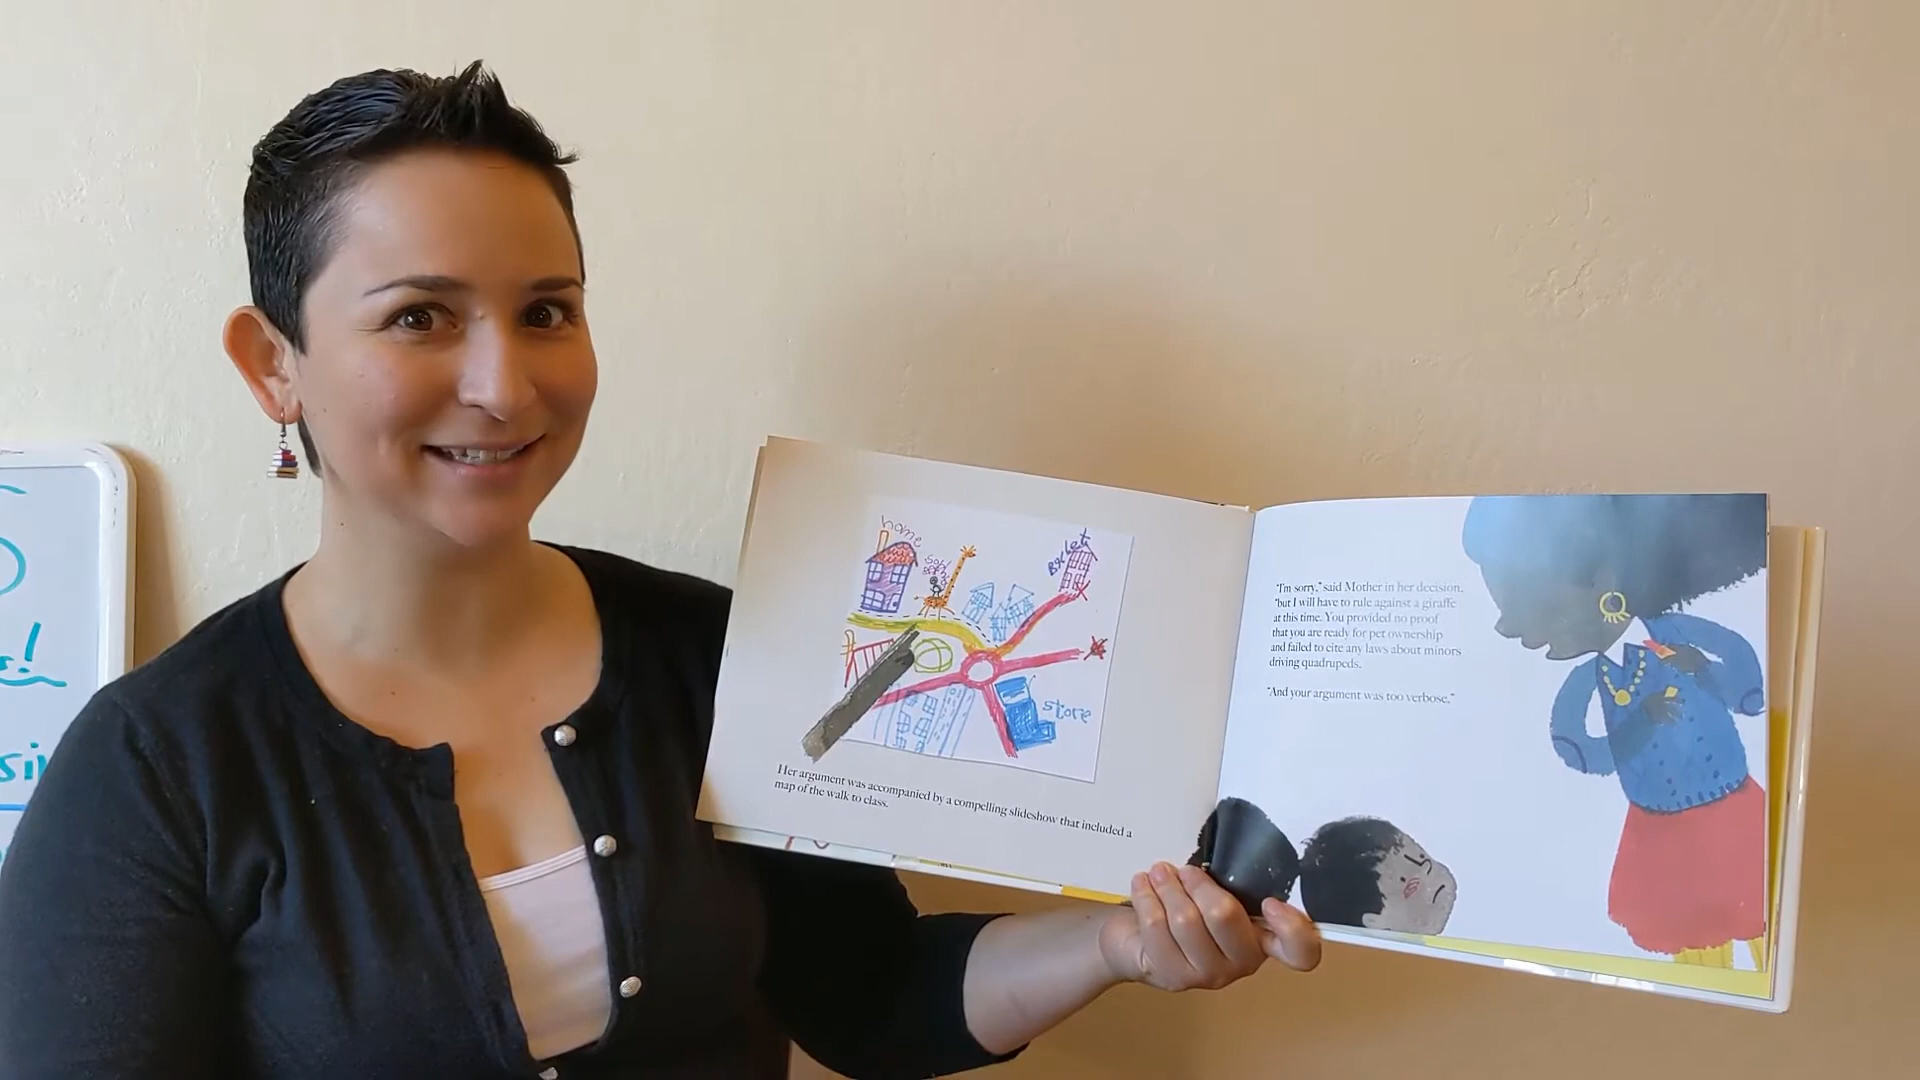 s!
si
home
store
Her argument was accompanied by a compelling slideshow that included a
map of the walk to class.
"I'm sorry," said Mother in her decision,
"but I will have to rule against a giraffe
at this time. You provided no proof
that you are ready for pet ownership
and failed to cite any laws about minors
driving quadrupeds.
"And your argument was too verbose."